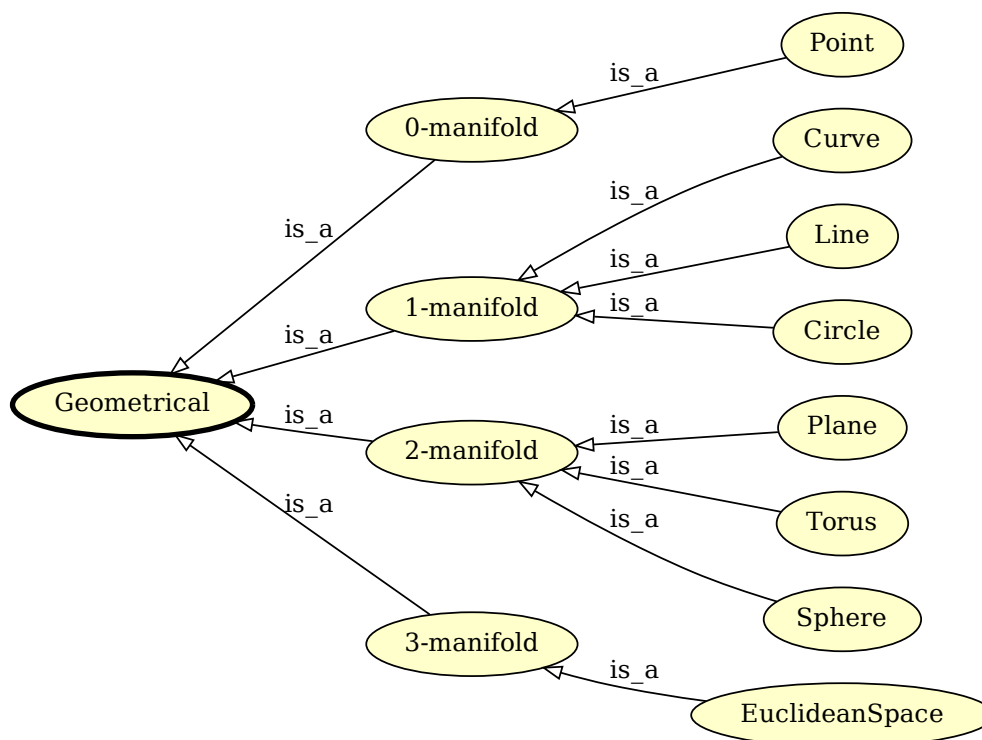 Point
is_a
0-manifold
Curve
is_a
is_a
Line
is_a
is_a
1-manifold
is_a
Circle
is_a
Geometrical
is_a
Plane
is_a
2-manifold
is_a
Torus
is_a
is_a
Sphere
3-manifold
is_a
EuclideanSpace